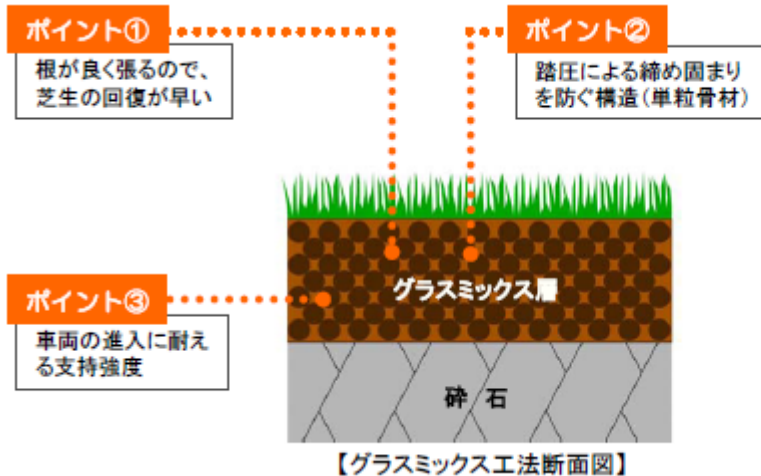 ポイント①
根が良く張るので、
芝生の回復が早い
ポイント②
踏圧による締め固まり
を防ぐ構造(単粒骨材)
ポイント③
車両の進入に耐え
る支持強度
グラスミックス層
砕 石
【グラスミックス工法断面図】